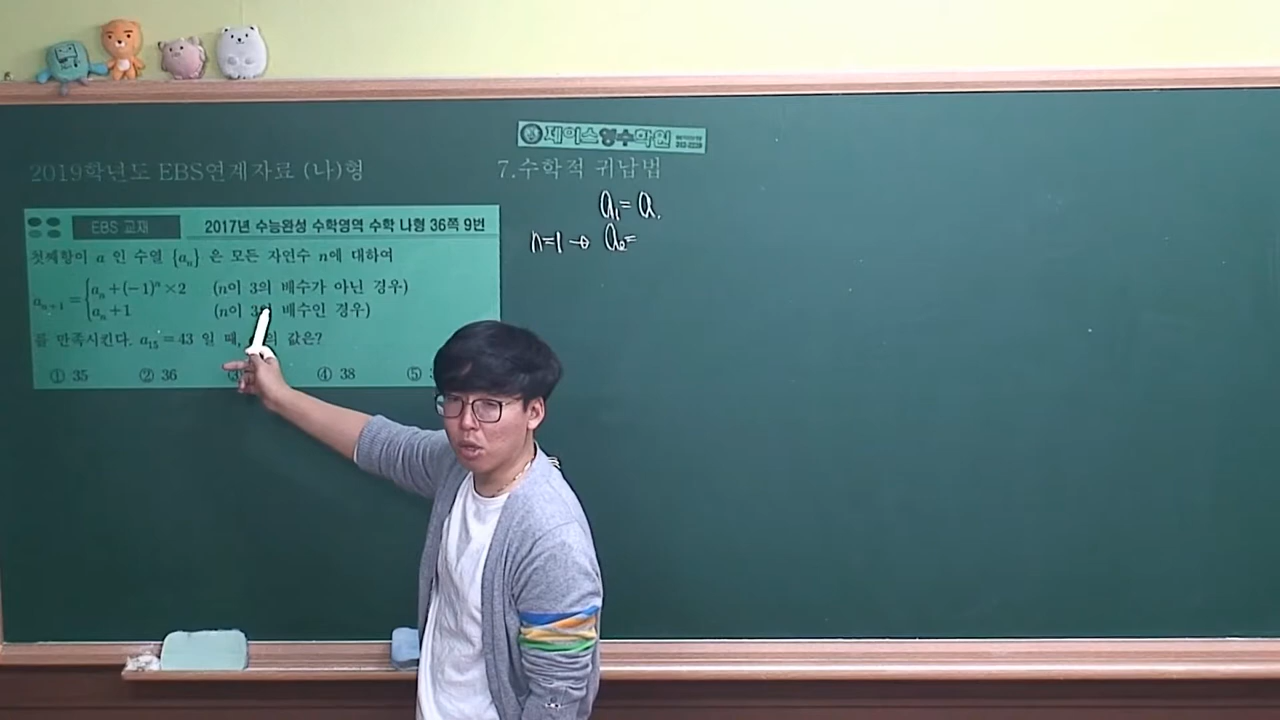 제이스영수학원
2019학년도 EBS연계자료 (나)형
7.수학적 귀납법
EBS 교재
2017년 수능완성 수학영역 수학 나형 36쪽 9번
첫째항이 a 인 수열 {aₙ} 은 모든 자연수 n에 대하여
aₙ₊₁ = { aₙ+(-1)ⁿ×2 (n이 3의 배수가 아닌 경우)
aₙ+1 (n이 3의 배수인 경우)
를 만족시킨다. a₁₅=43 일 때, 의 값은?
① 35 ② 36 ④ 38 ⑤
a₁=a.
n=1→ a₂=